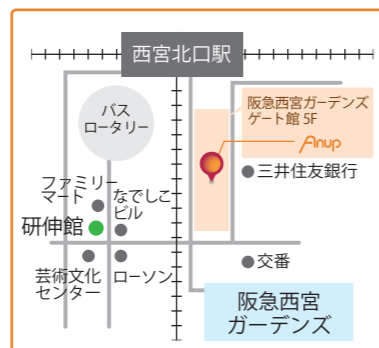 西宮北口駅
バス
ロータリー
阪急西宮ガーデンズ
ゲート館 5F
Anup
三井住友銀行
ファミリー
マート
なでしこ
ビル
研伸館
芸術文化
センター
ローソン
交番
阪急西宮
ガーデンズ